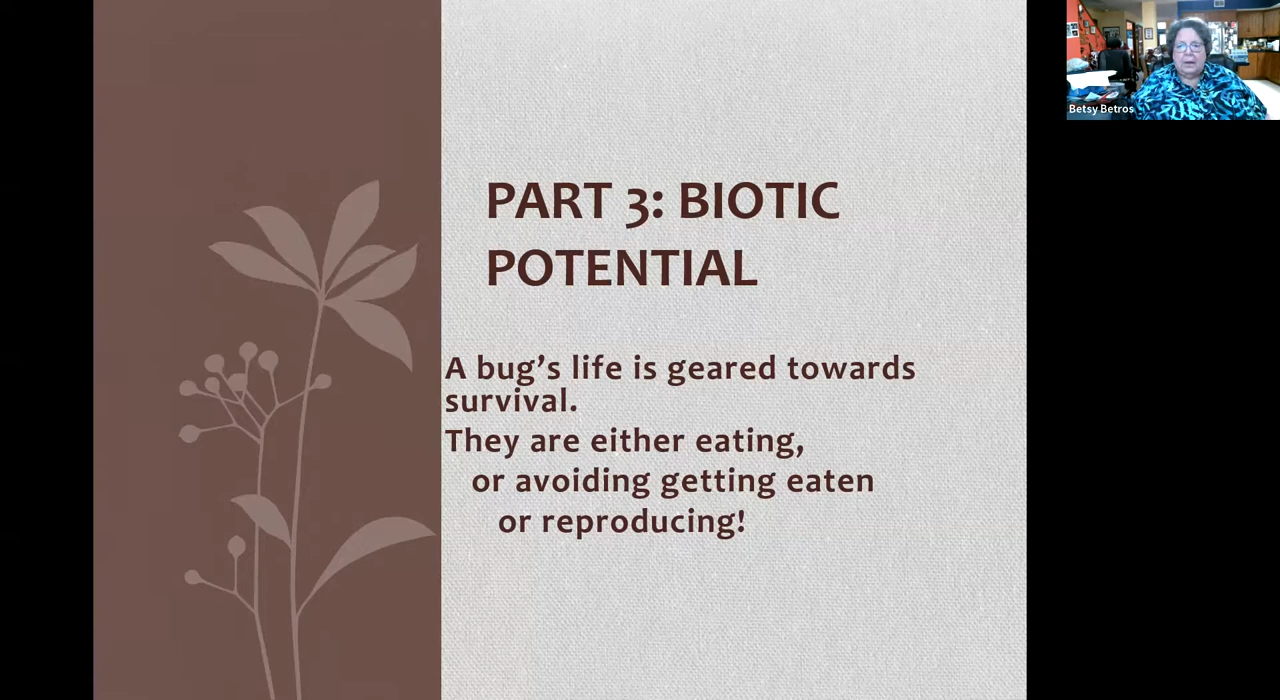 PART 3: BIOTIC
POTENTIAL
A bug’s life is geared towards
survival.
They are either eating,
or avoiding getting eaten
or reproducing!
Betsy Betros